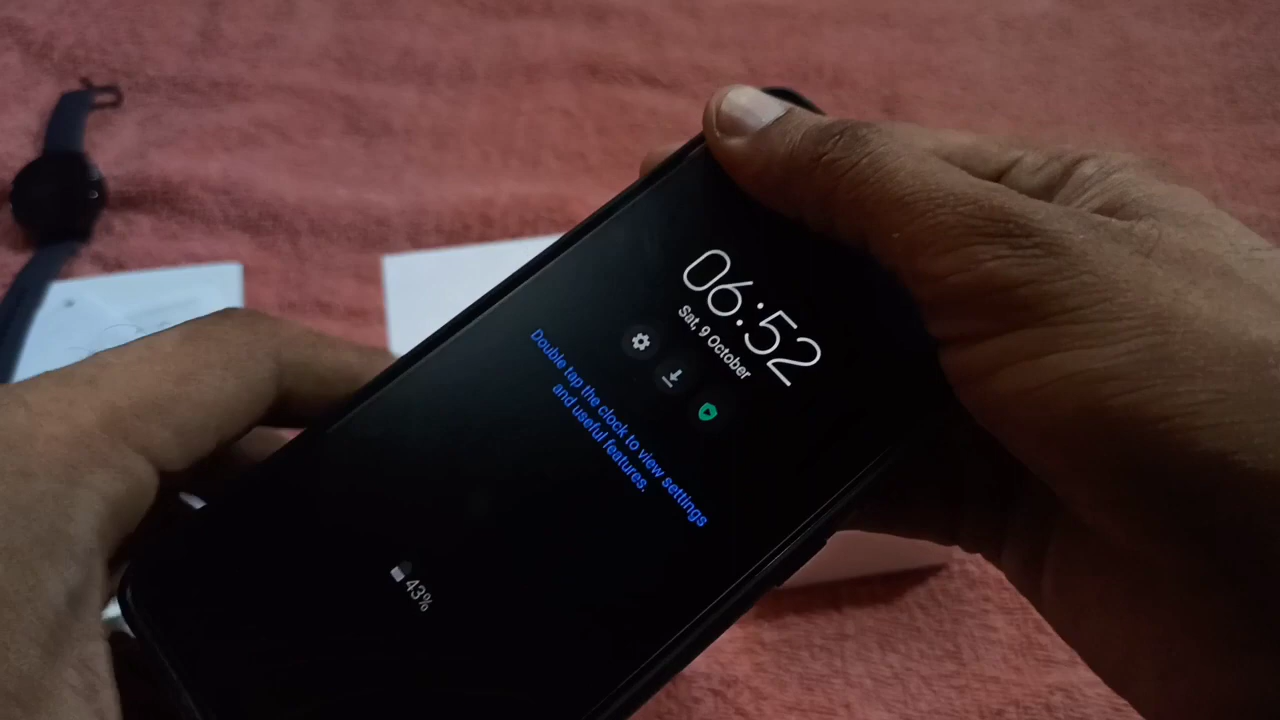 06:52
Sat, 9 October
Double tap the clock to view settings
and useful features.
43%